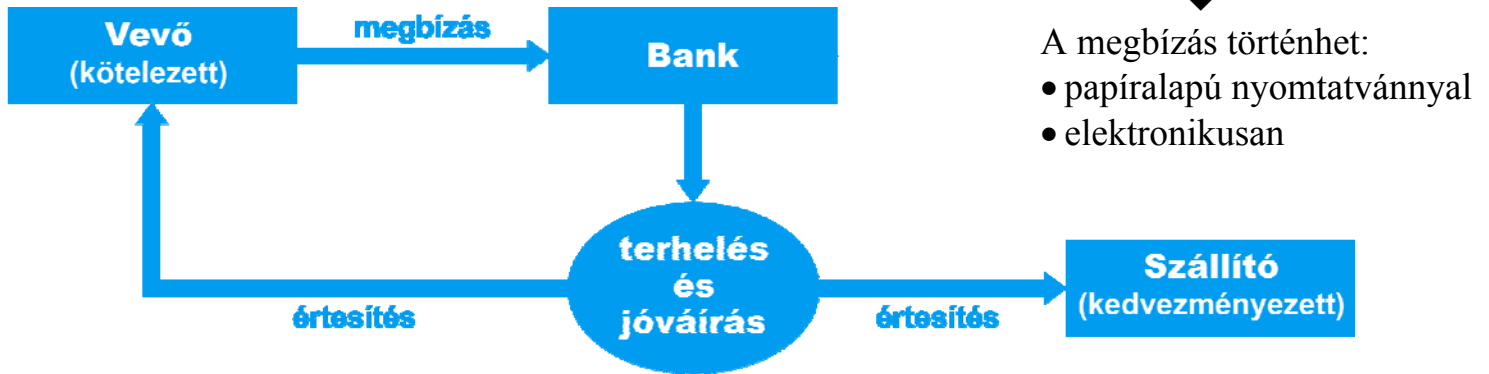 Vevő
(kötelezett)
megbízás
Bank
A megbízás történhet:
• papíralapú nyomtatvánnyal
• elektronikusan
terhelés
és
jóváírás
értesítés
értesítés
Szállító
(kedvezményezett)